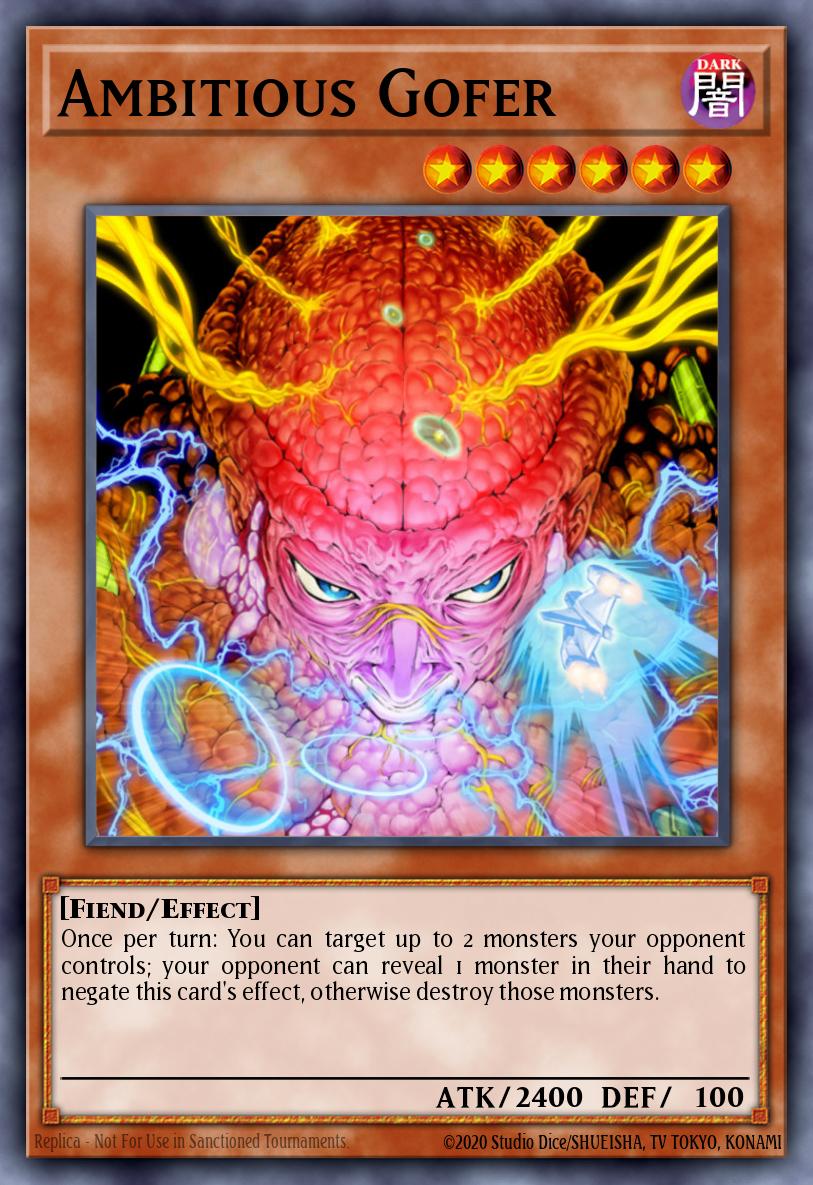 Ambitious Gofer
DARK
闇
[Fiend/Effect]
Once per turn: You can target up to 2 monsters your opponent
controls; your opponent can reveal 1 monster in their hand to
negate this card's effect, otherwise destroy those monsters.
ATK/2400 DEF/ 100
Replica - Not For Use in Sanctioned Tournaments.
©2020 Studio Dice/SHUEISHA, TV TOKYO, KONAMI